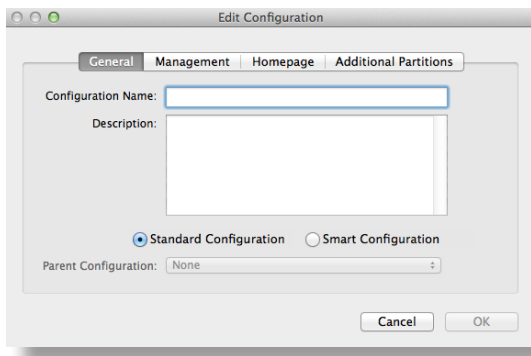 Edit Configuration
General Management Homepage Additional Partitions
Configuration Name:
Description:
Standard Configuration Smart Configuration
Parent Configuration: None
Cancel OK